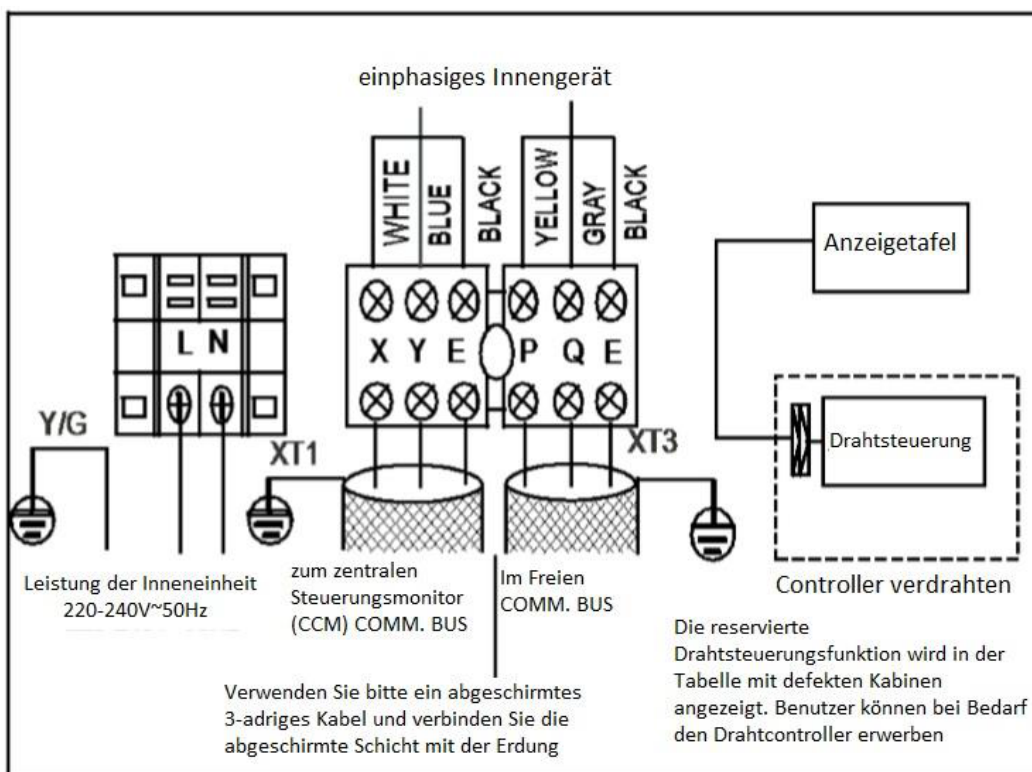 einphasiges Innengerät
WHITE
BLUE
BLACK
YELLOW
GRAY
BLACK
Anzeigetafel
L N
X Y E P Q E
Y/G
XT1
XT3
Drahtsteuerung
Leistung der Inneneinheit
220-240V~50Hz
zum zentralen
Steuerungsmonitor
(CCM) COMM. BUS
Im Freien
COMM. BUS
Controller verdrahten
Verwenden Sie bitte ein abgeschirmtes
3-adriges Kabel und verbinden Sie die
abgeschirmte Schicht mit der Erdung
Die reservierte
Drahtsteuerungsfunktion wird in der
Tabelle mit defekten Kabinen
angezeigt. Benutzer können bei Bedarf
den Drahtcontroller erwerben